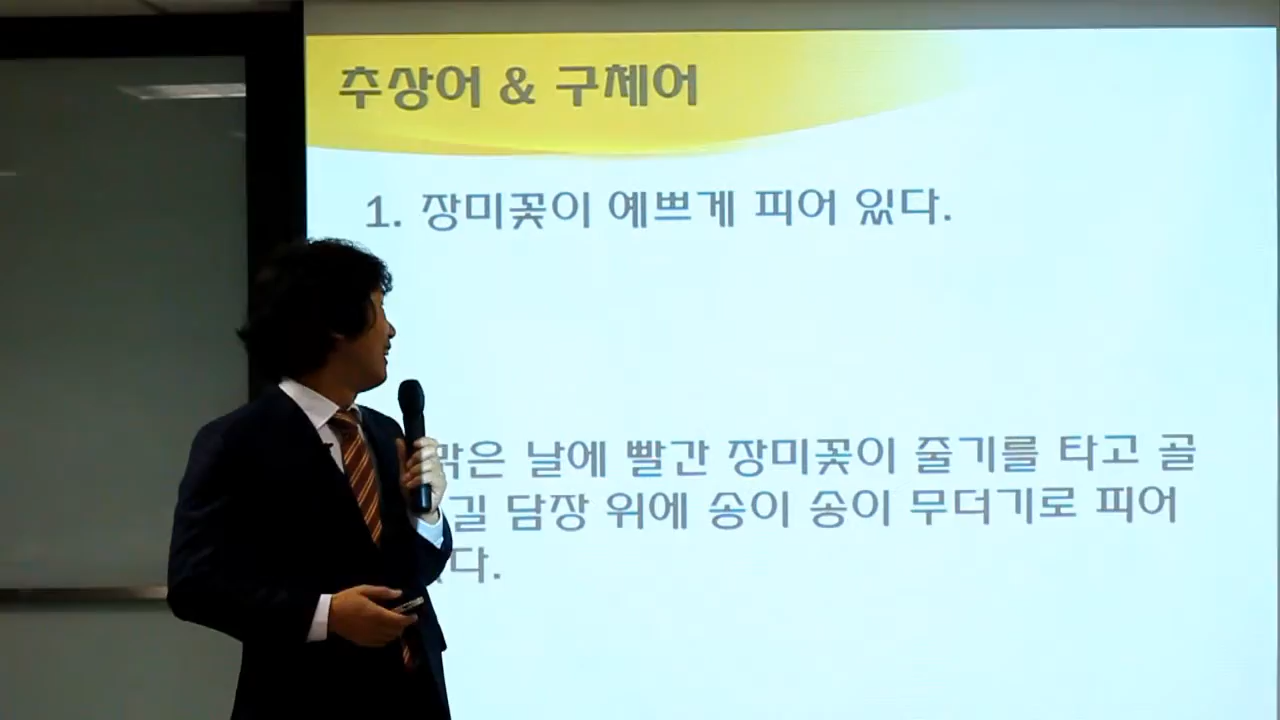 추상어 & 구체어
1. 장미꽃이 예쁘게 피어 있다.
맑은 날에 빨간 장미꽃이 줄기를 타고 골
길 담장 위에 송이 송이 무더기로 피어